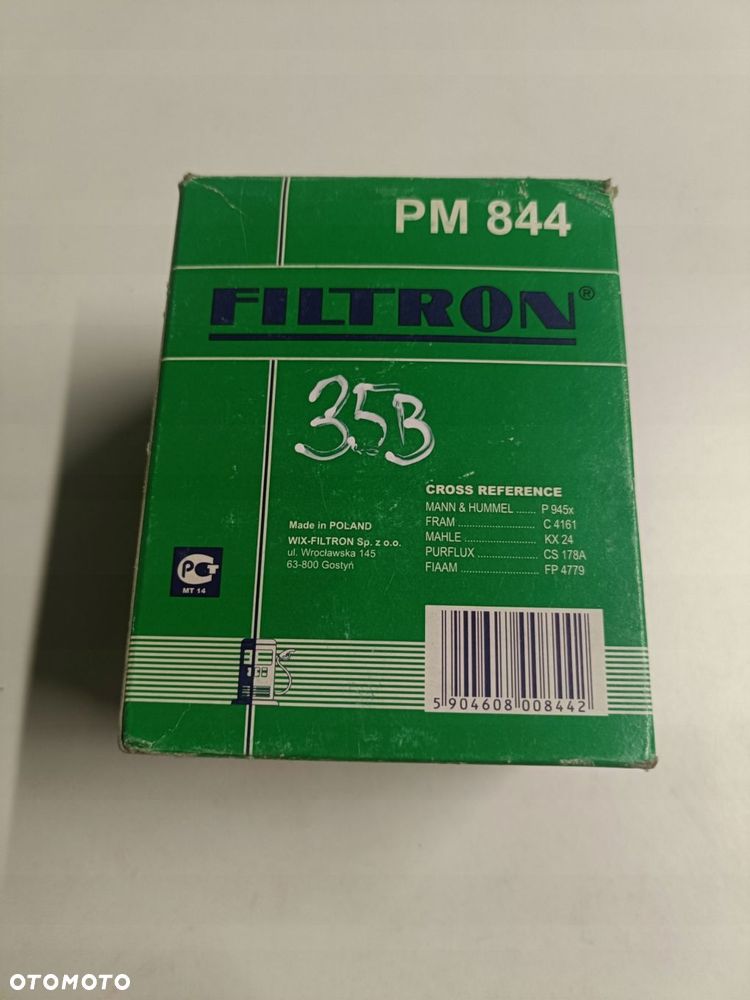 PM 844
FILTRON®
35B
CROSS REFERENCE
MANN & HUMMEL ....... P 945x
FRAM ............................ C 4161
MAHLE .......................... KX 24
PURFLUX ..................... CS 178A
FIAAM ........................... FP 4779
Made in POLAND
WIX-FILTRON Sp. z o.o.
ul. Wrocławska 145
63-800 Gostyń
PCT
MT 14
5 904608 008442
OTOMOTO